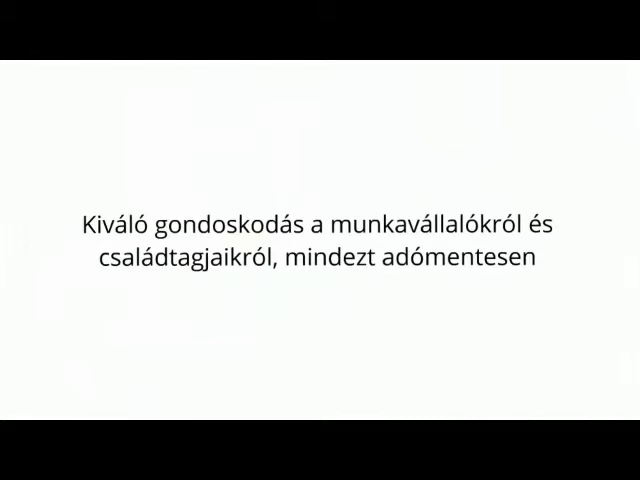 Kiváló gondoskodás a munkavállalókról és
családtagjaikról, mindezt adómentesen